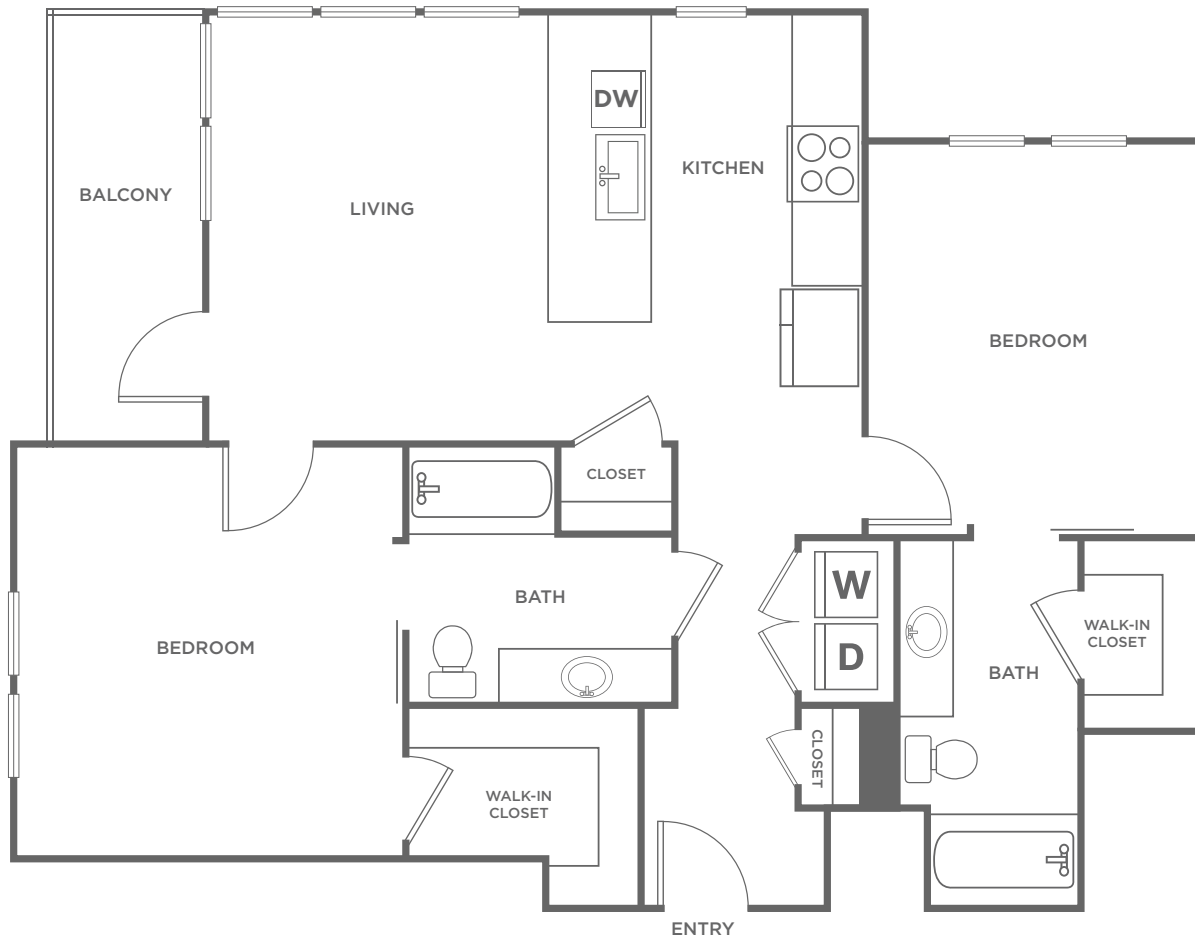 DW
KITCHEN
BALCONY
LIVING
BEDROOM
CLOSET
W
BATH
D
WALK-IN
CLOSET
BEDROOM
BATH
CLOSET
WALK-IN
CLOSET
ENTRY